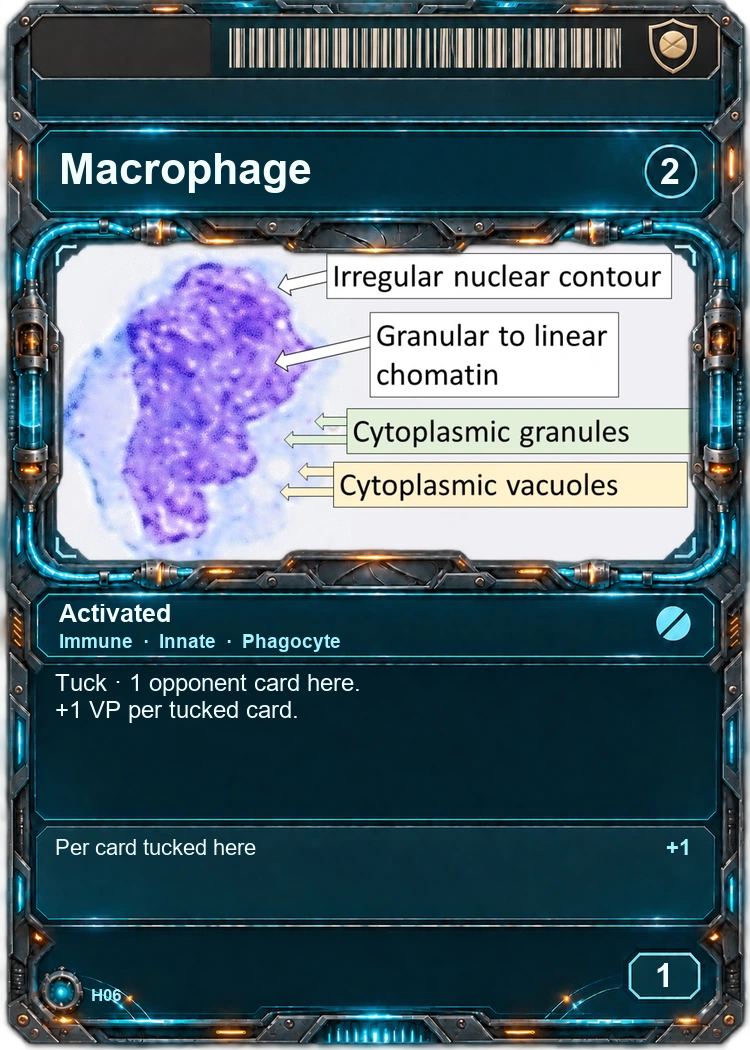 Macrophage
2
Irregular nuclear contour
Granular to linear
chomatin
Cytoplasmic granules
Cytoplasmic vacuoles
Activated
Immune · Innate · Phagocyte
Tuck · 1 opponent card here.
+1 VP per tucked card.
Per card tucked here +1
H06
1